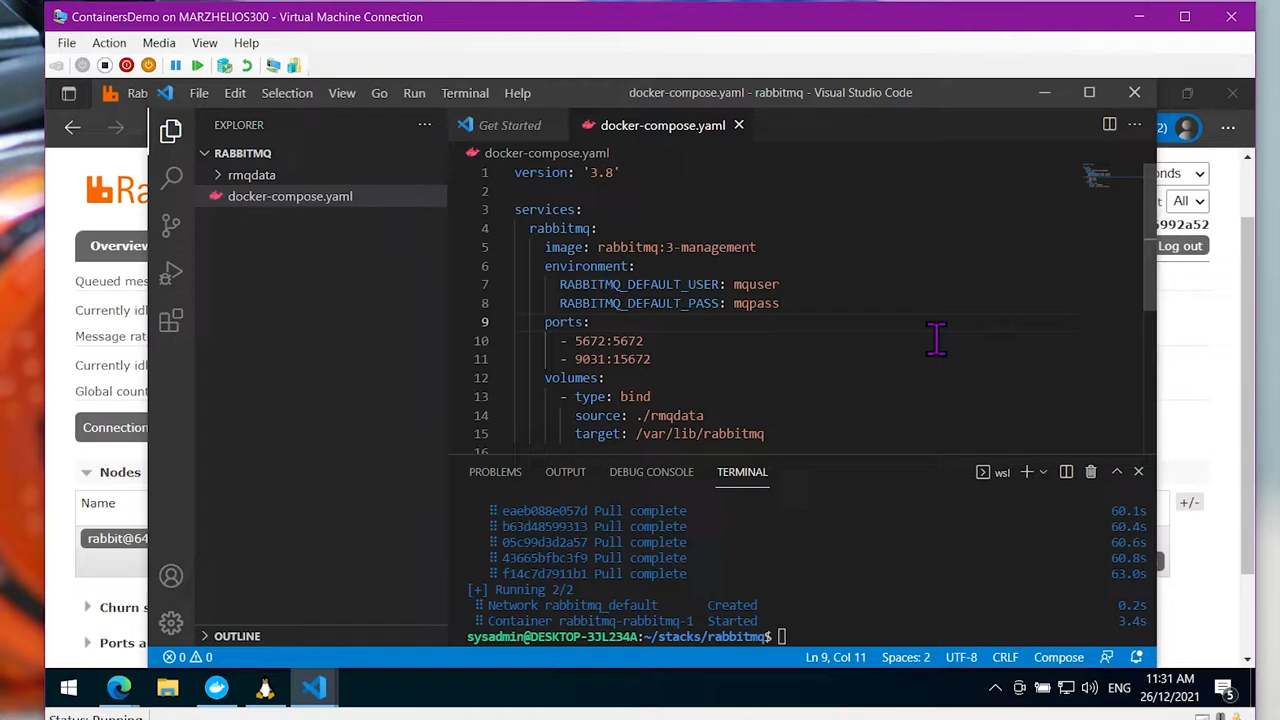 ContainersDemo on MARZHELIOS300 - Virtual Machine Connection
File Action Media View Help
Rab
File Edit Selection View Go Run Terminal Help
docker-compose.yaml - rabbitmq - Visual Studio Code
EXPLORER
RABBITMQ
rmqdata
docker-compose.yaml
OUTLINE
Get Started
docker-compose.yaml
docker-compose.yaml
1 version: '3.8'
2
3 services:
4 rabbitmq:
5 image: rabbitmq:3-management
6 environment:
7 RABBITMQ_DEFAULT_USER: mquser
8 RABBITMQ_DEFAULT_PASS: mqpass
9 ports:
10 - 5672:5672
11 - 9031:15672
12 volumes:
13 - type: bind
14 source: ./rmqdata
15 target: /var/lib/rabbitmq
16
PROBLEMS OUTPUT DEBUG CONSOLE TERMINAL
wsl
eaeb088e057d Pull complete 60.1s
b63d48599313 Pull complete 60.4s
05c99d3d2a57 Pull complete 60.6s
43665bfbc3f9 Pull complete 60.8s
f14c7d7911b1 Pull complete 63.0s
[+] Running 2/2
Network rabbitmq_default Created 0.2s
Container rabbitmq-rabbitmq-1 Started 3.4s
sysadmin@DESKTOP-3JL234A:~/stacks/rabbitmq$
0 0
Ln 9, Col 11 Spaces: 2 UTF-8 CRLF Compose
Ra
Overview
Queued mes
Currently idl
Message rat
Currently idl
Global count
Connection
Nodes
Name
rabbit@64
Churn s
Ports a
2)
onds
t All
5992a52
Log out
+/-
ENG
11:31 AM
26/12/2021
5
Status: Running